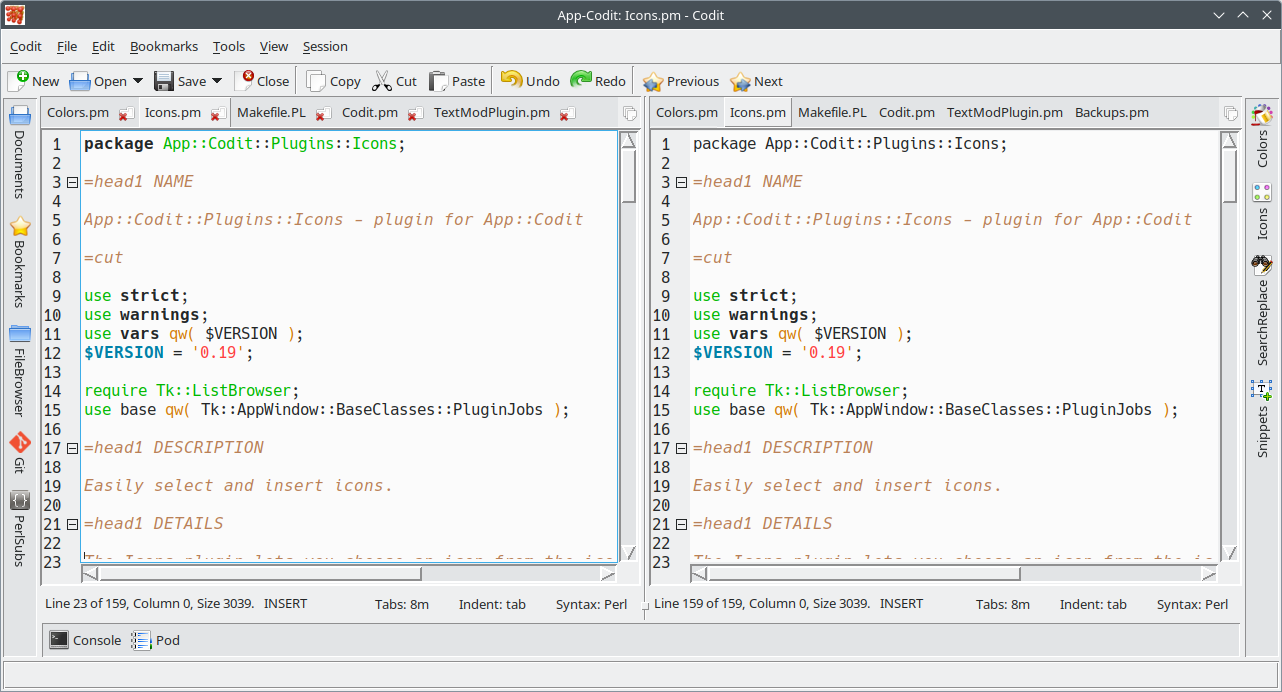 App-Codit: Icons.pm - Codit
Codit File Edit Bookmarks Tools View Session
New Open Save Close Copy Cut Paste Undo Redo Previous Next
Documents
Bookmarks
FileBrowser
Git
PerlSubs
Colors.pm Icons.pm Makefile.PL Codit.pm TextModPlugin.pm
1 package App::Codit::Plugins::Icons;
2
3 =head1 NAME
4
5 App::Codit::Plugins::Icons - plugin for App::Codit
6
7 =cut
8
9 use strict;
10 use warnings;
11 use vars qw( $VERSION );
12 $VERSION = '0.19';
13
14 require Tk::ListBrowser;
15 use base qw( Tk::AppWindow::BaseClasses::PluginJobs );
16
17 =head1 DESCRIPTION
18
19 Easily select and insert icons.
20
21 =head1 DETAILS
22
23
Line 23 of 159, Column 0, Size 3039. INSERT Tabs: 8m Indent: tab Syntax: Perl
Colors.pm Icons.pm Makefile.PL Codit.pm TextModPlugin.pm Backups.pm
1 package App::Codit::Plugins::Icons;
2
3 =head1 NAME
4
5 App::Codit::Plugins::Icons - plugin for App::Codit
6
7 =cut
8
9 use strict;
10 use warnings;
11 use vars qw( $VERSION );
12 $VERSION = '0.19';
13
14 require Tk::ListBrowser;
15 use base qw( Tk::AppWindow::BaseClasses::PluginJobs );
16
17 =head1 DESCRIPTION
18
19 Easily select and insert icons.
20
21 =head1 DETAILS
22
23
Line 159 of 159, Column 0, Size 3039. INSERT Tabs: 8m Indent: tab Syntax: Perl
Colors
Icons
SearchReplace
Snippets
Console Pod